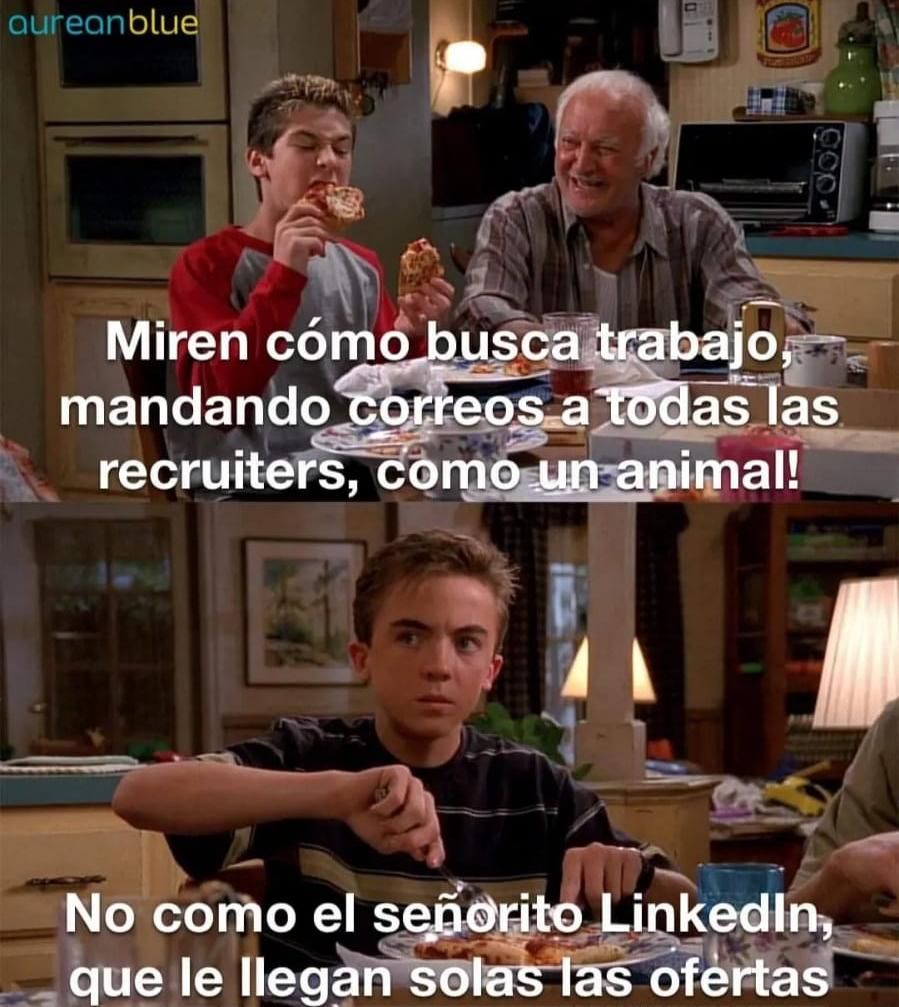 aureanblue
Miren cómo busca trabajo,
mandando correos a todas las
recruiters, como un animal!
No como el señorito LinkedIn,
que le llegan solas las ofertas